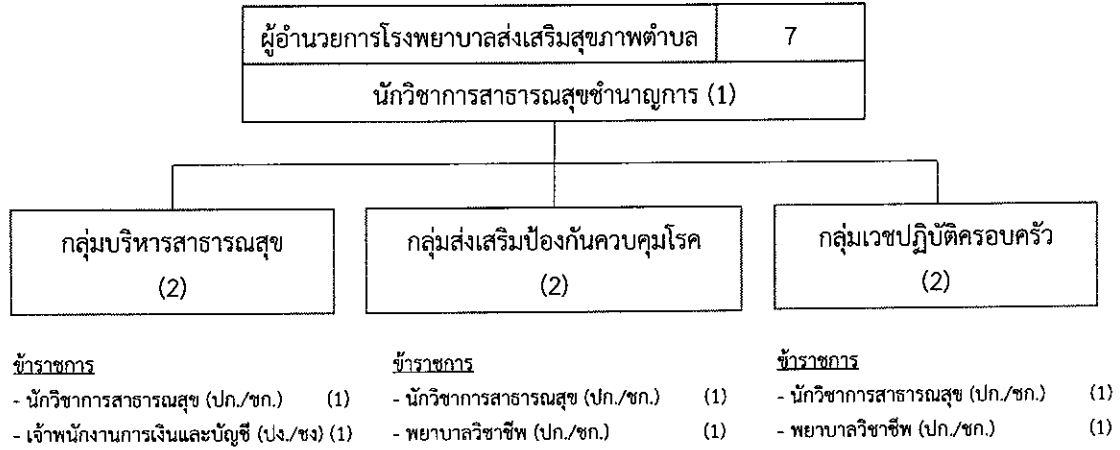 ผู้อำนวยการโรงพยาบาลส่งเสริมสุขภาพตำบล 7
นักวิชาการสาธารณสุขชำนาญการ (1)
กลุ่มบริหารสาธารณสุข
(2)
กลุ่มส่งเสริมป้องกันควบคุมโรค
(2)
กลุ่มเวชปฏิบัติครอบครัว
(2)
ข้าราชการ
- นักวิชาการสาธารณสุข (ปก./ชก.) (1)
- เจ้าพนักงานการเงินและบัญชี (ปง./ชง) (1)
ข้าราชการ
- นักวิชาการสาธารณสุข (ปก./ชก.) (1)
- พยาบาลวิชาชีพ (ปก./ชก.) (1)
ข้าราชการ
- นักวิชาการสาธารณสุข (ปก./ชก.) (1)
- พยาบาลวิชาชีพ (ปก./ชก.) (1)